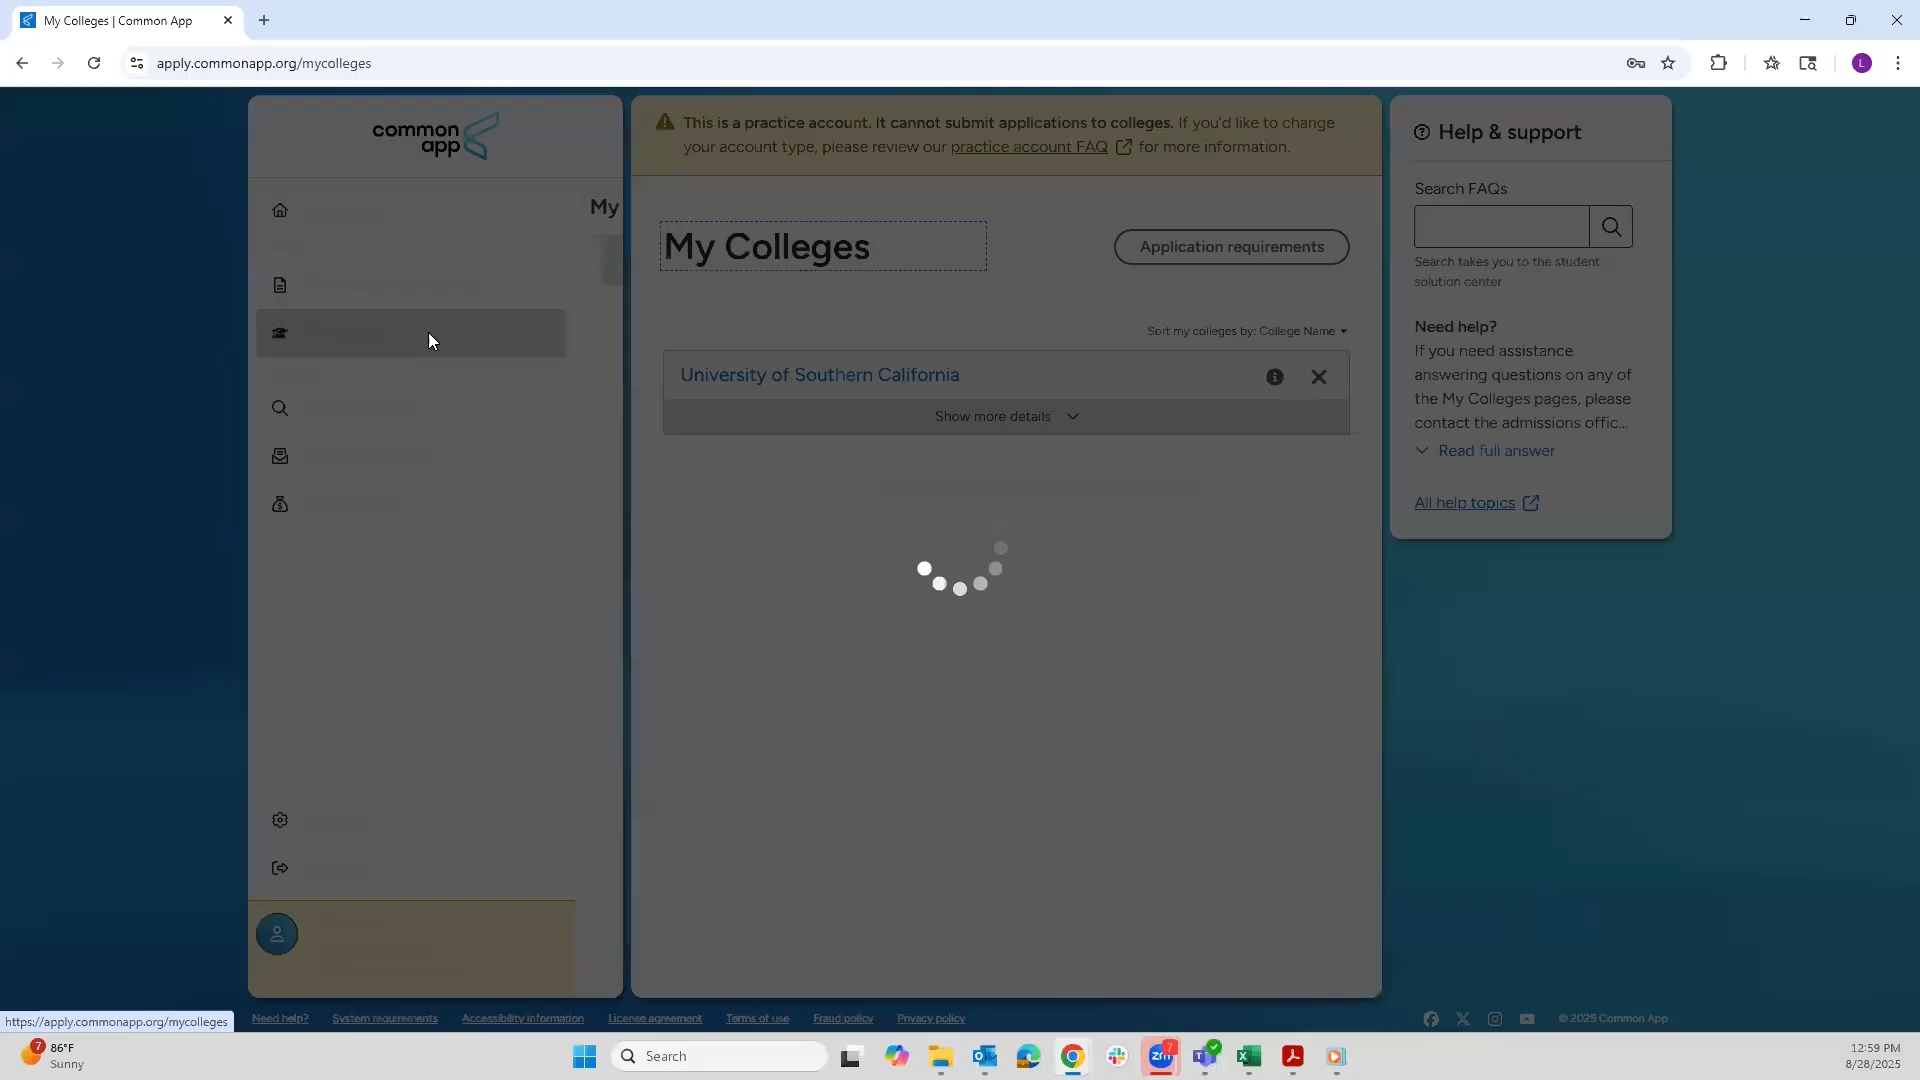 My Colleges | Common App
apply.commonapp.org/mycolleges
L
common
app
My
This is a practice account. It cannot submit applications to colleges. If you'd like to change
your account type, please review our practice account FAQ for more information.
My Colleges
Application requirements
Sort my colleges by: College Name
University of Southern California
Show more details
Help & support
Search FAQs
Search takes you to the student
solution center
Need help?
If you need assistance
answering questions on any of
the My Colleges pages, please
contact the admissions offic...
Read full answer
All help topics
https://apply.commonapp.org/mycolleges
Need help?
System requirements
Accessibility information
License agreement
Terms of use
Fraud policy
Privacy policy
© 2025 Common App
7
86°F
Sunny
Search
zm
7
12:59 PM
8/28/2025